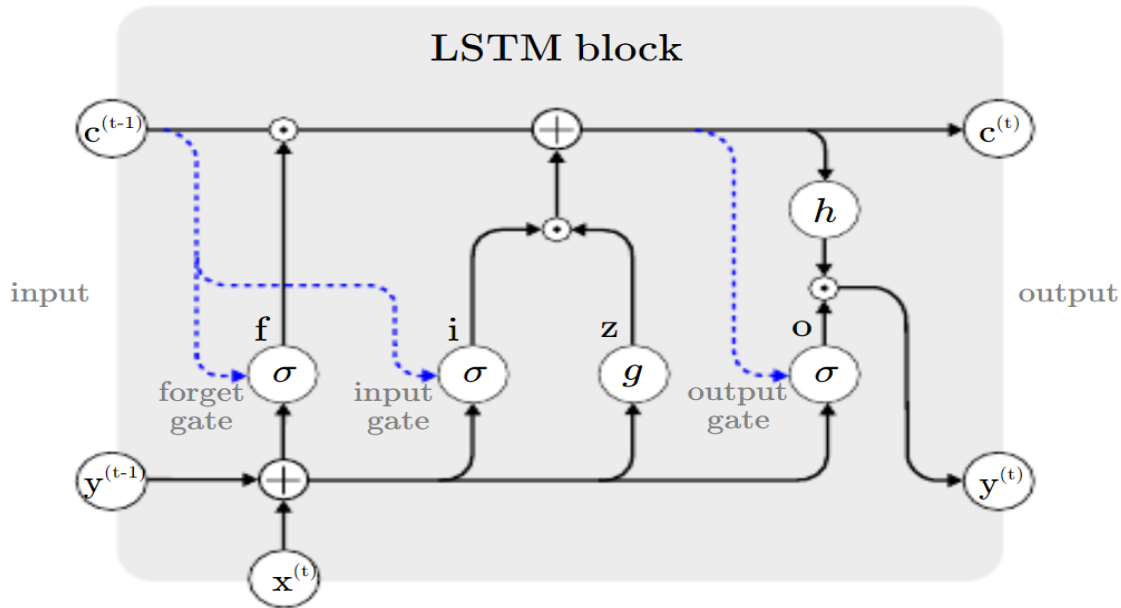 LSTM block
c(t-1)
c(t)
h
input
output
f
i
z
o
σ
σ
g
σ
forget
gate
input
gate
output
gate
y(t-1)
y(t)
x(t)